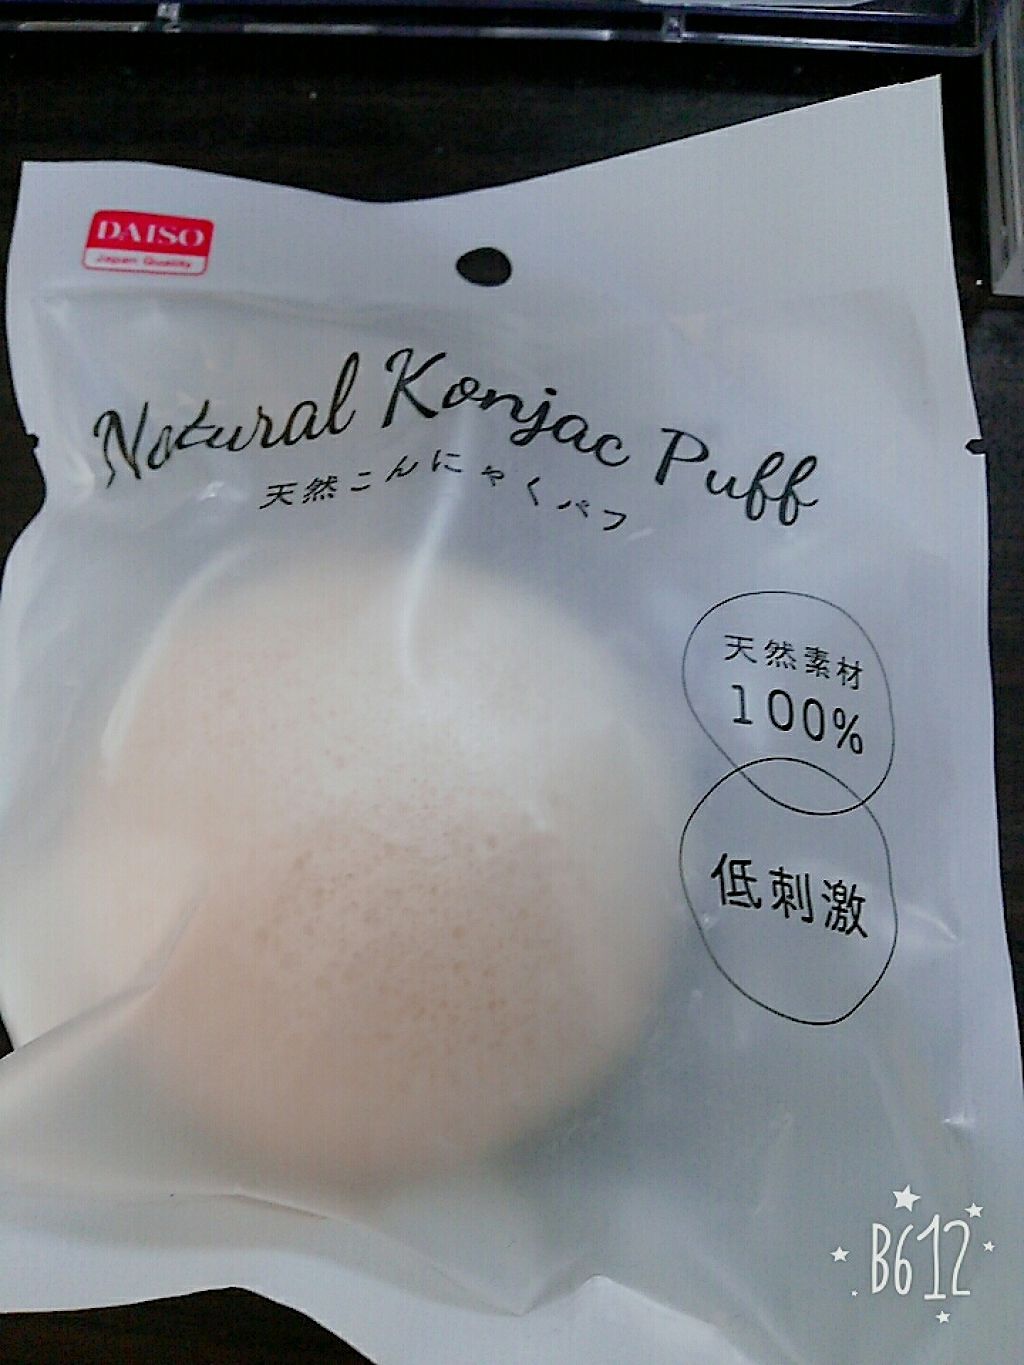 DAISO
Japan Quality
Natural Konjac Puff
天然こんにゃくパフ
天然素材
100%
低刺激
B612